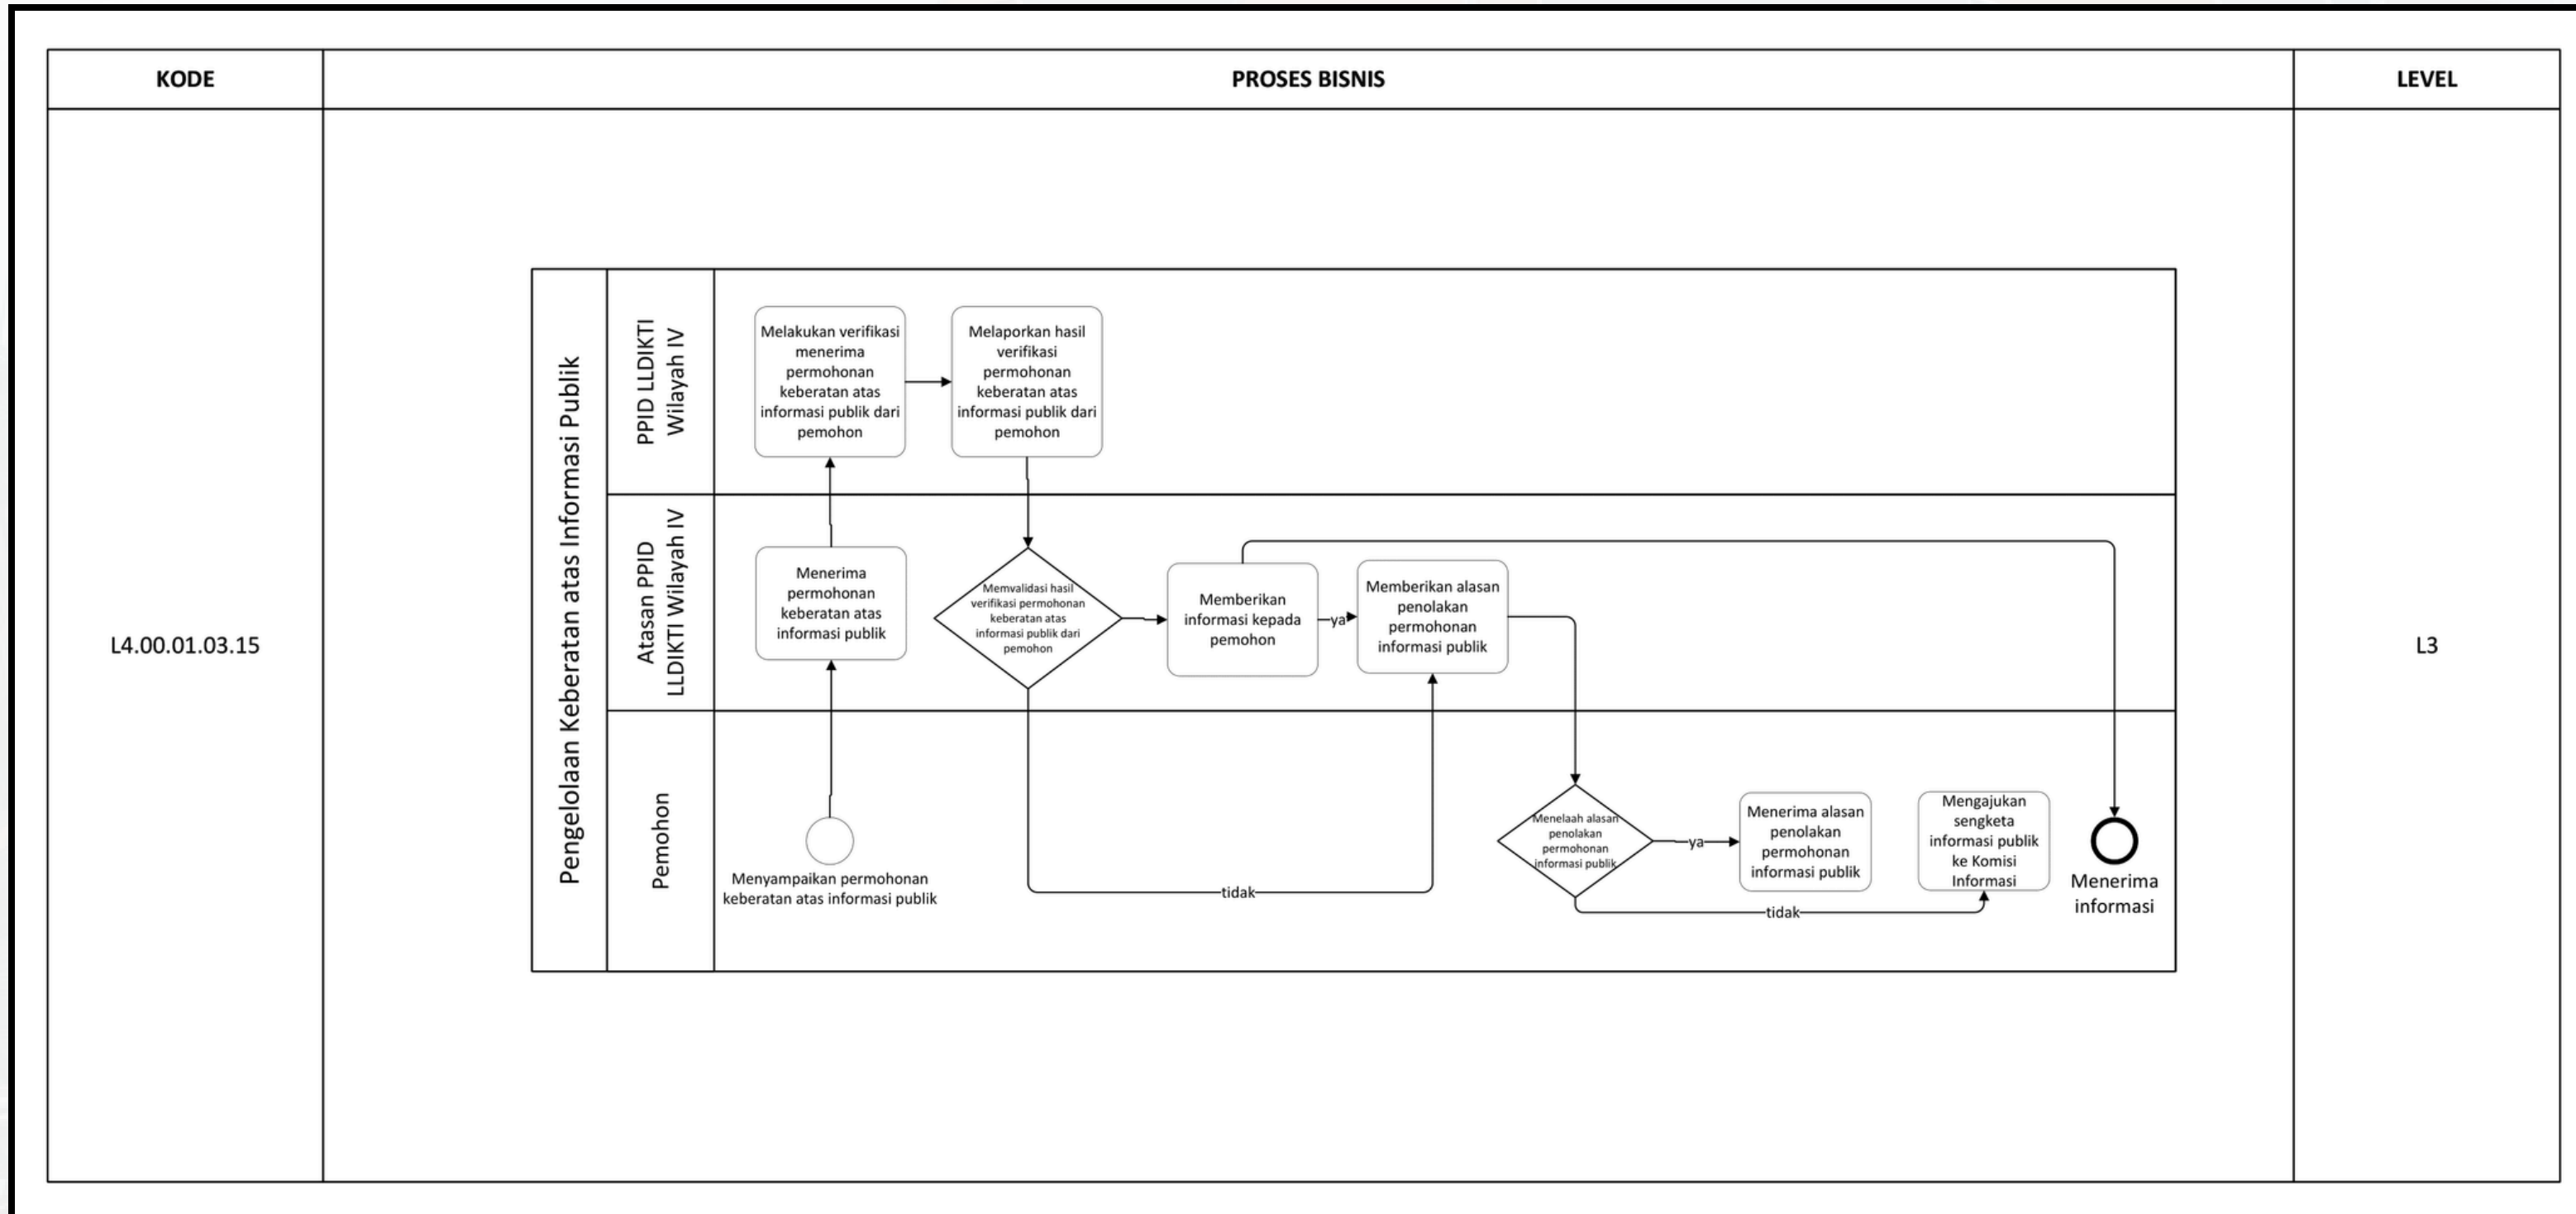 KODE
PROSES BISNIS
LEVEL
L4.00.01.03.15
L3
Pengelolaan Keberatan atas Informasi Publik
PPID LLDIKTI
Wilayah IV
Melakukan verifikasi
menerima
permohonan
keberatan atas
informasi publik dari
pemohon
Melaporkan hasil
verifikasi
permohonan
keberatan atas
informasi publik dari
pemohon
Atasan PPID
LLDIKTI Wilayah IV
Menerima
permohonan
keberatan atas
informasi publik
Memvalidasi hasil
verifikasi permohonan
keberatan atas
informasi publik dari
pemohon
Memberikan
informasi kepada
pemohon
ya
Memberikan alasan
penolakan
permohonan
informasi publik
Pemohon
Menyampaikan permohonan
keberatan atas informasi publik
tidak
Menelaah alasan
penolakan
permohonan
informasi publik
ya
Menerima alasan
penolakan
permohonan
informasi publik
tidak
Mengajukan
sengketa
informasi publik
ke Komisi
Informasi
Menerima
informasi